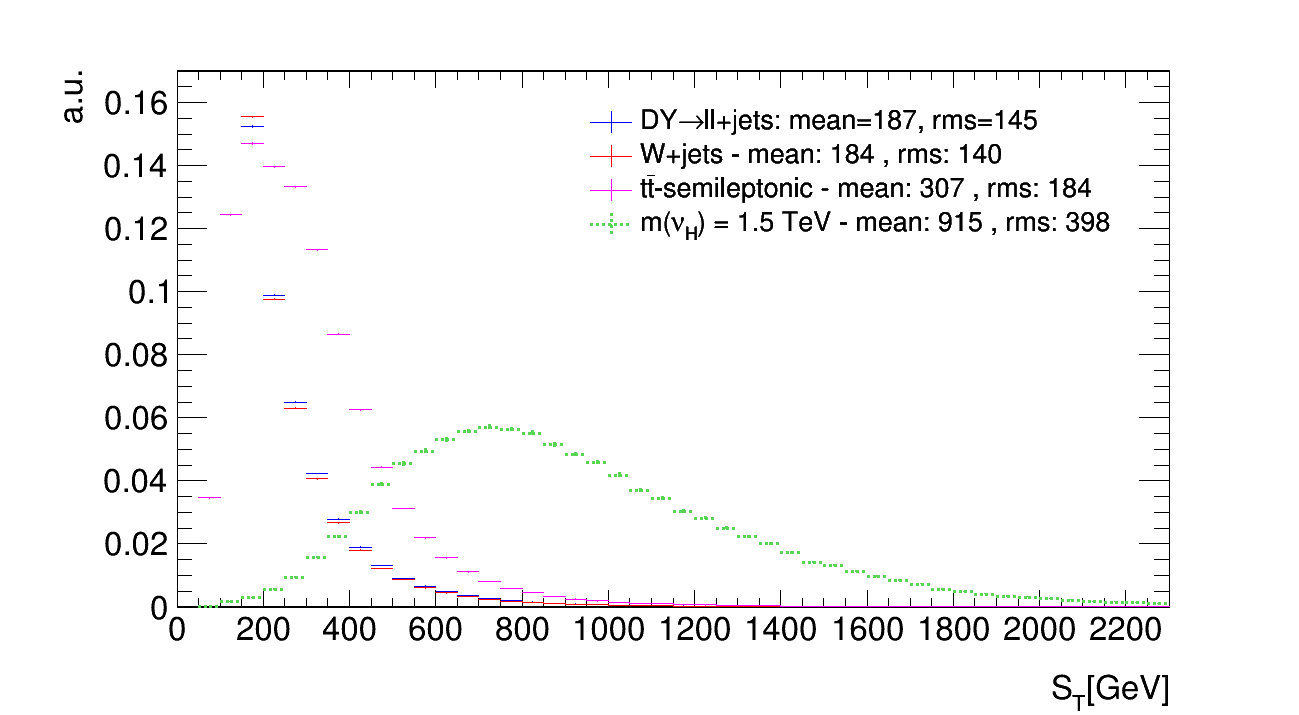 a.u.
0.16
0.14
0.12
0.1
0.08
0.06
0.04
0.02
0
DY→ll+jets: mean=187, rms=145
W+jets - mean: 184 , rms: 140
tt̄-semileptonic - mean: 307 , rms: 184
m(ν_H) = 1.5 TeV - mean: 915 , rms: 398
0 200 400 600 800 1000 1200 1400 1600 1800 2000 2200
S_T[GeV]